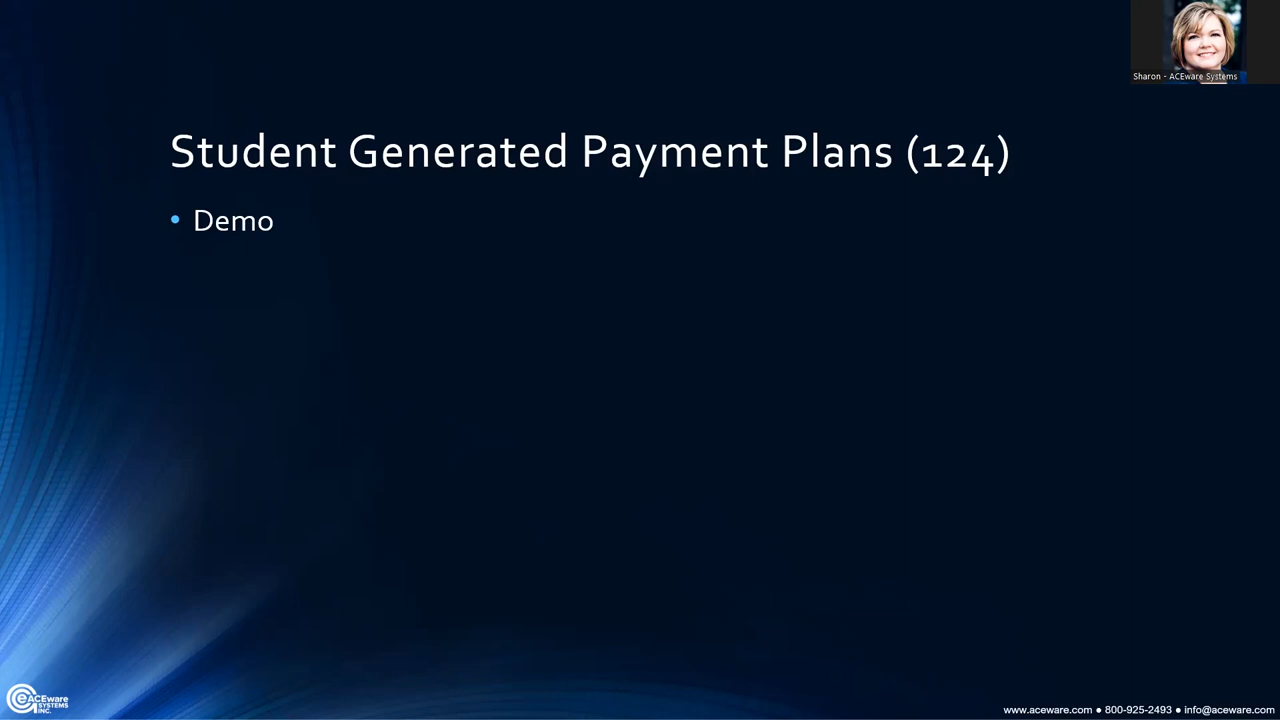 Sharon - ACEware Systems
Student Generated Payment Plans (124)
• Demo
ACEware
SYSTEMS
INC.
www.aceware.com ● 800-925-2493 ● info@aceware.com